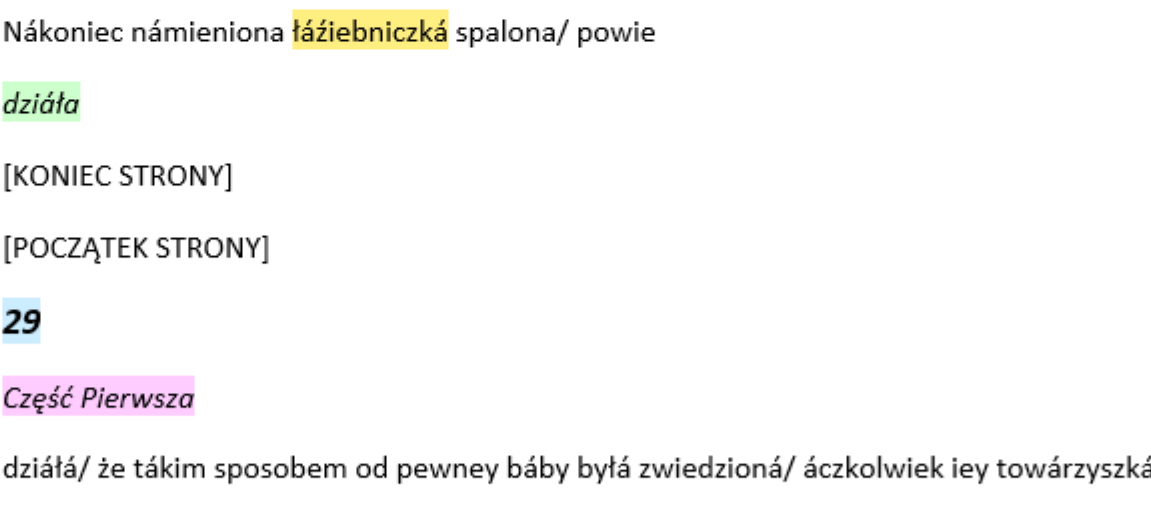 Nákoniec námieniona łáźiebniczká spalona/ powie
dziáła
[KONIEC STRONY]
[POCZĄTEK STRONY]
29
Część Pierwsza
dziáłá/ że tákim sposobem od pewney báby byłá zwiedzioná/ áczkolwiek iey towárzyszká